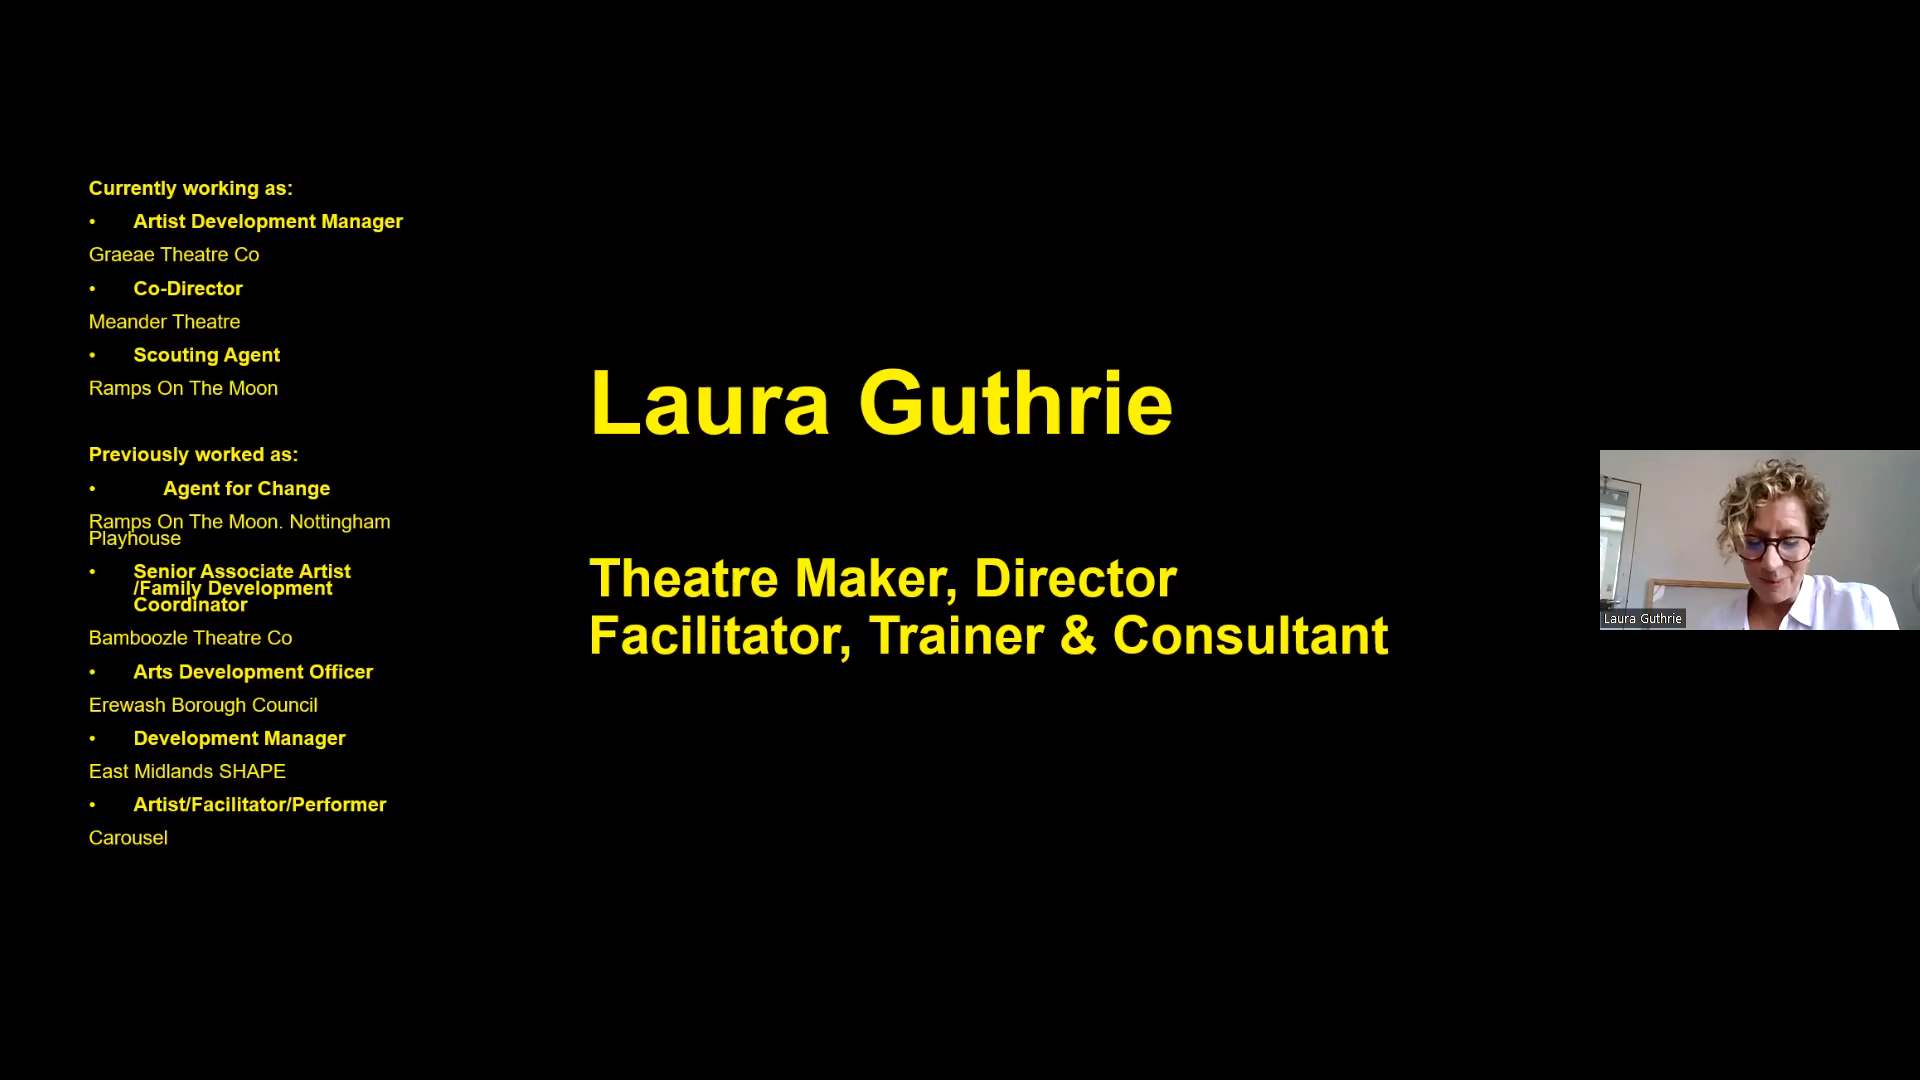 Currently working as:
• Artist Development Manager
Graeae Theatre Co
• Co-Director
Meander Theatre
• Scouting Agent
Ramps On The Moon
Previously worked as:
• Agent for Change
Ramps On The Moon. Nottingham
Playhouse
• Senior Associate Artist
/Family Development
Coordinator
Bamboozle Theatre Co
• Arts Development Officer
Erewash Borough Council
• Development Manager
East Midlands SHAPE
• Artist/Facilitator/Performer
Carousel
Laura Guthrie
Theatre Maker, Director
Facilitator, Trainer & Consultant
Laura Guthrie